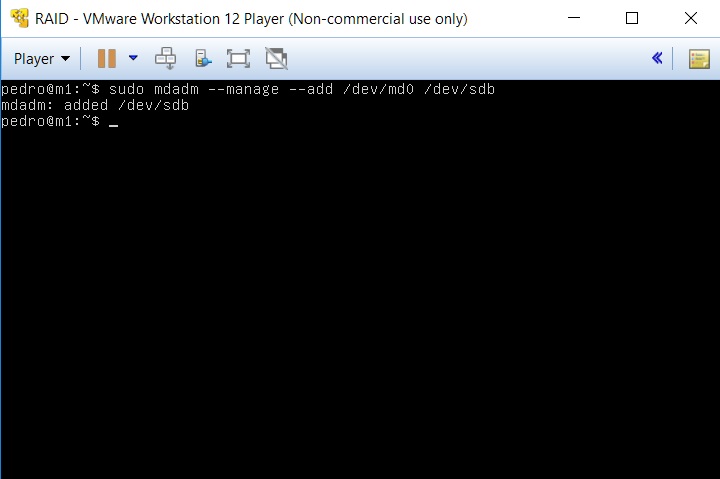 RAID - VMware Workstation 12 Player (Non-commercial use only)
Player
pedro@m1:~$ sudo mdadm --manage --add /dev/md0 /dev/sdb
mdadm: added /dev/sdb
pedro@m1:~$ _